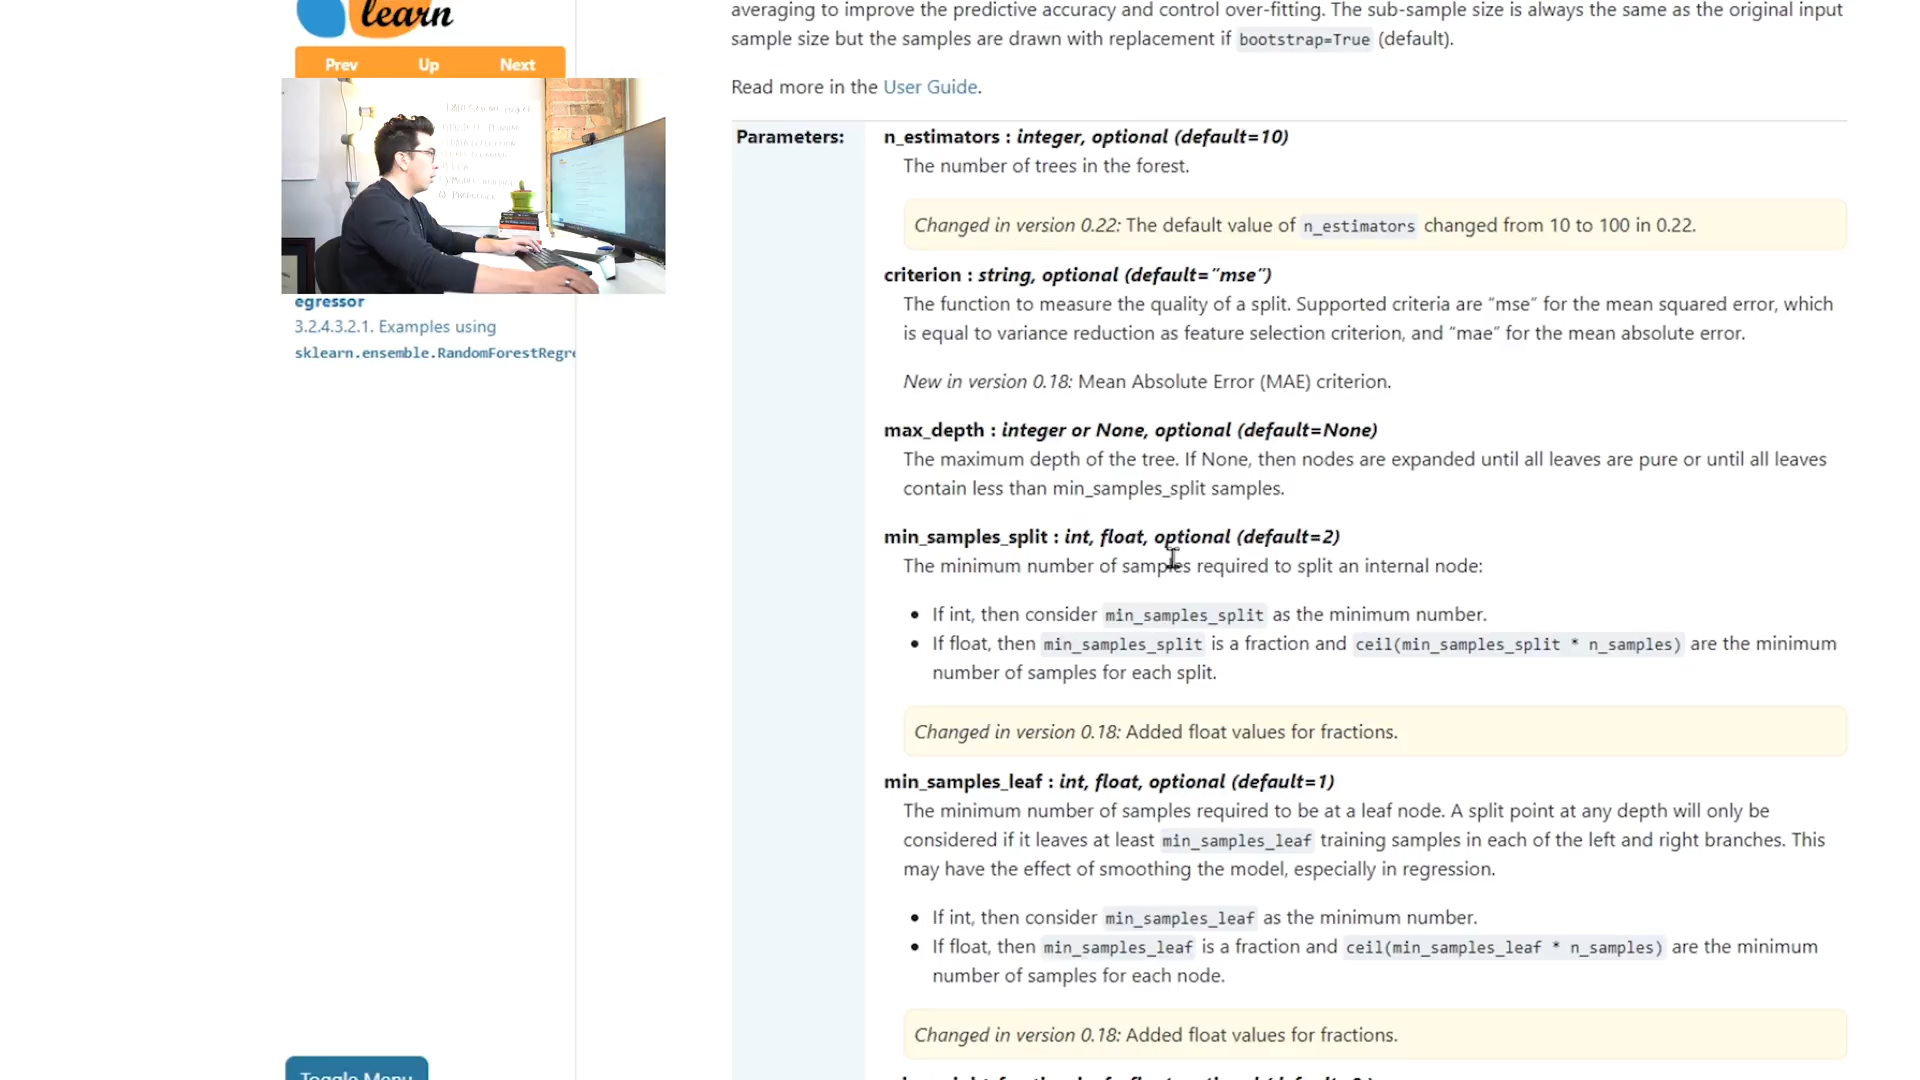 learn
Prev Up Next
egressor
3.2.4.3.2.1. Examples using
sklearn.ensemble.RandomForestRegre
averaging to improve the predictive accuracy and control over-fitting. The sub-sample size is always the same as the original input
sample size but the samples are drawn with replacement if bootstrap=True (default).
Read more in the User Guide.
Parameters:
n_estimators : integer, optional (default=10)
The number of trees in the forest.
Changed in version 0.22: The default value of n_estimators changed from 10 to 100 in 0.22.
criterion : string, optional (default="mse")
The function to measure the quality of a split. Supported criteria are “mse” for the mean squared error, which
is equal to variance reduction as feature selection criterion, and “mae” for the mean absolute error.
New in version 0.18: Mean Absolute Error (MAE) criterion.
max_depth : integer or None, optional (default=None)
The maximum depth of the tree. If None, then nodes are expanded until all leaves are pure or until all leaves
contain less than min_samples_split samples.
min_samples_split : int, float, optional (default=2)
The minimum number of samples required to split an internal node:
• If int, then consider min_samples_split as the minimum number.
• If float, then min_samples_split is a fraction and ceil(min_samples_split * n_samples) are the minimum
number of samples for each split.
Changed in version 0.18: Added float values for fractions.
min_samples_leaf : int, float, optional (default=1)
The minimum number of samples required to be at a leaf node. A split point at any depth will only be
considered if it leaves at least min_samples_leaf training samples in each of the left and right branches. This
may have the effect of smoothing the model, especially in regression.
• If int, then consider min_samples_leaf as the minimum number.
• If float, then min_samples_leaf is a fraction and ceil(min_samples_leaf * n_samples) are the minimum
number of samples for each node.
Changed in version 0.18: Added float values for fractions.
Toggle Menu